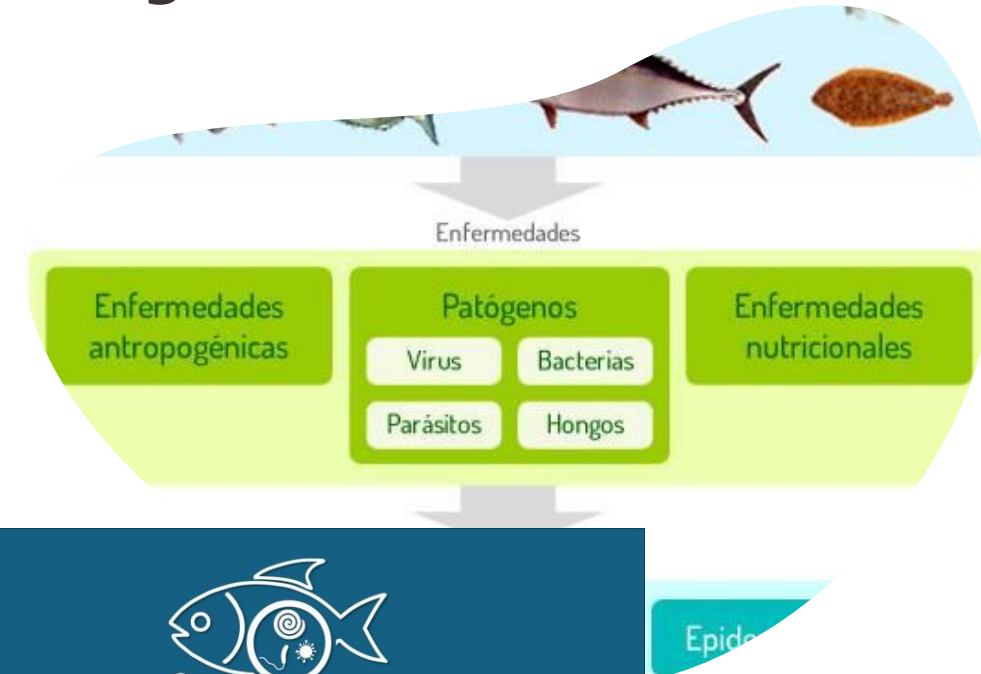 Enfermedades
Enfermedades
antropogénicas
Patógenos
Virus
Bacterias
Parásitos
Hongos
Enfermedades
nutricionales